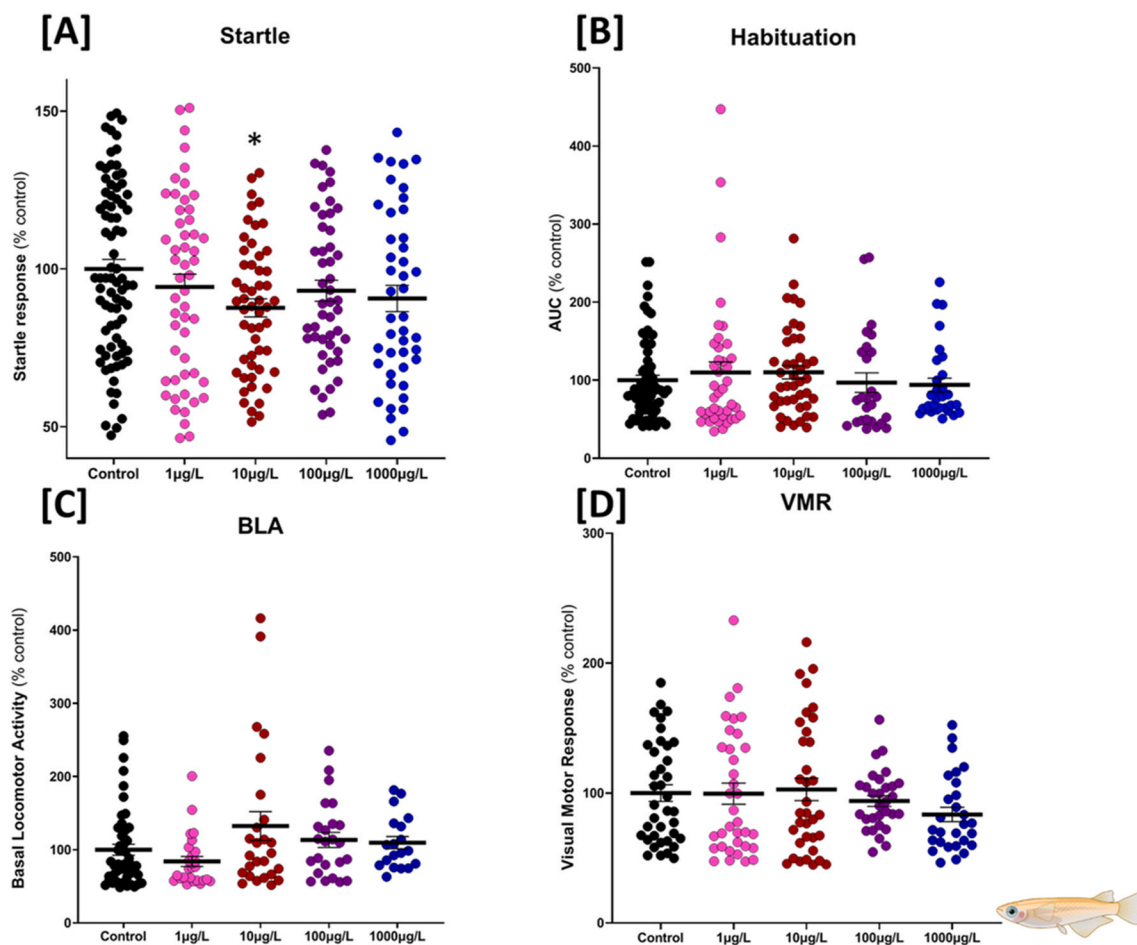 [A]
Startle
Startle response (% control)
150
*
100
50
Control 1µg/L 10µg/L 100µg/L 1000µg/L
[B]
Habituation
AUC (% control)
500
400
300
200
100
0
Control 1µg/L 10µg/L 100µg/L 1000µg/L
[C]
BLA
Basal Locomotor Activity (% control)
500
400
300
200
100
0
Control 1µg/L 10µg/L 100µg/L 1000µg/L
[D]
VMR
Visual Motor Response (% control)
300
200
100
0
Control 1µg/L 10µg/L 100µg/L 1000µg/L